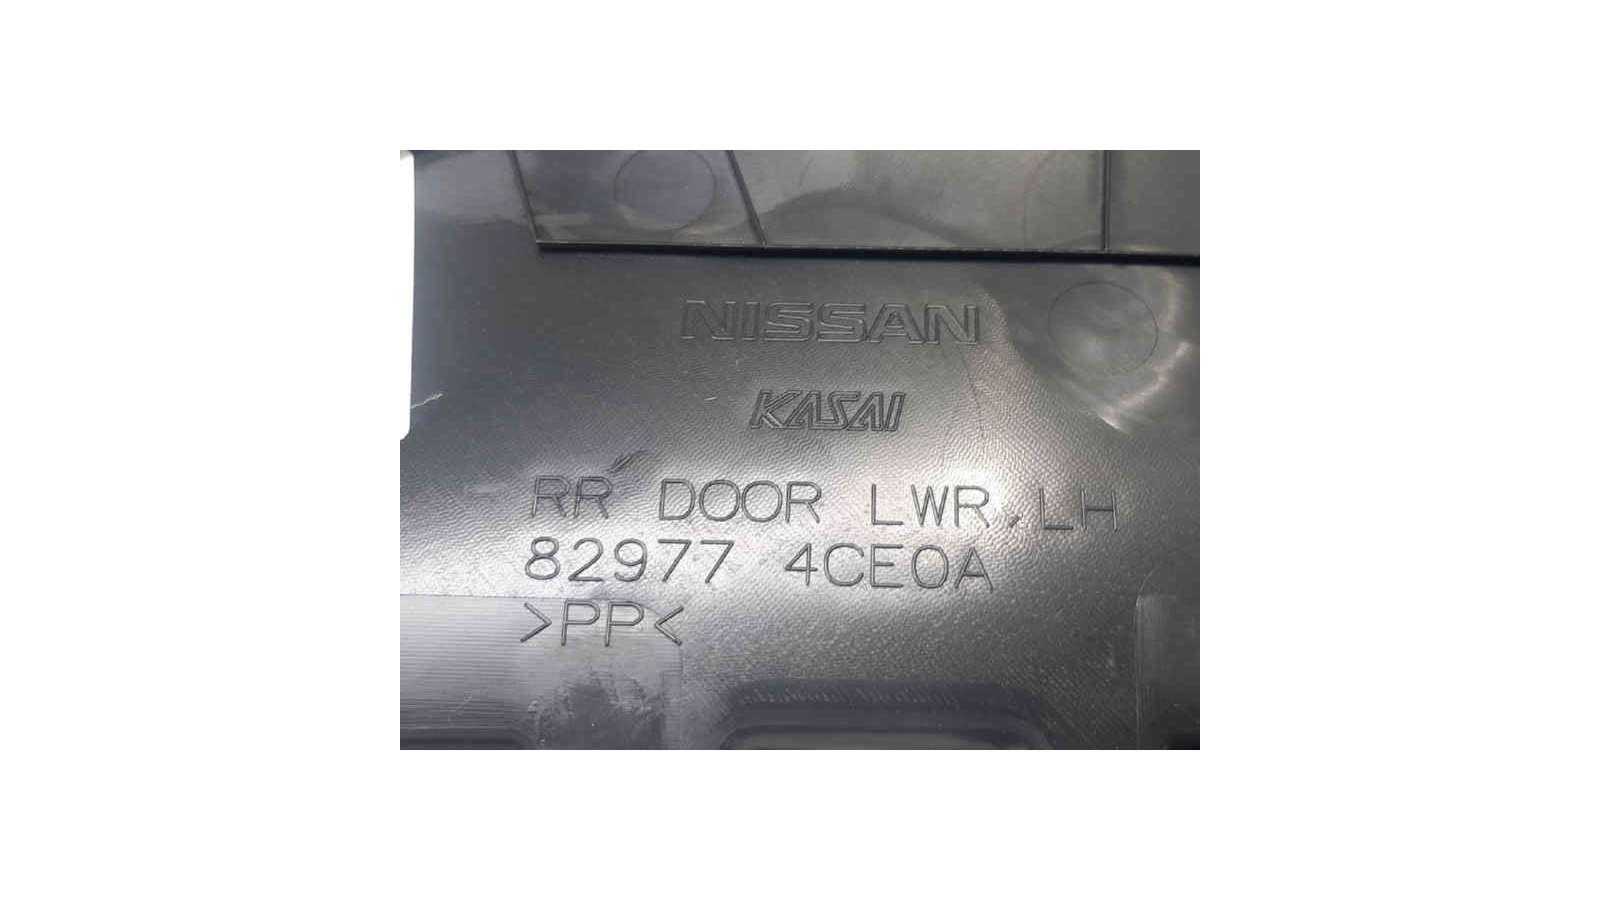 NISSAN
KASAI
RR DOOR LWR, LH
82977 4CE0A
>PP<